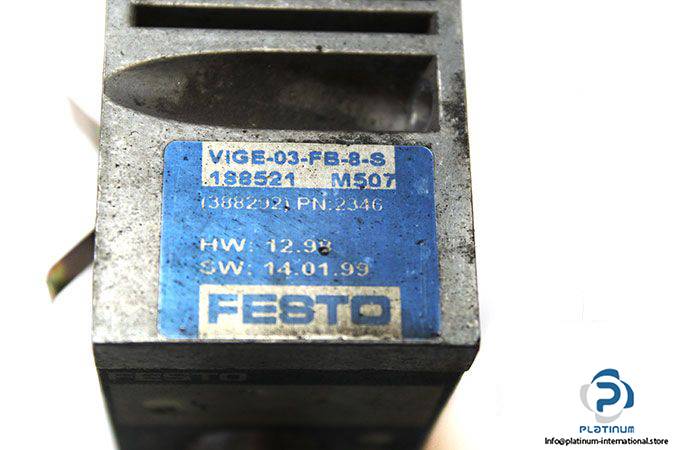 VIGE-03-FB-8-S
188521 M507
(388292) PN:2346
HW: 12.98
SW: 14.01.99
FESTO
FESTO
PLATINUM
Info@platinum-international.store